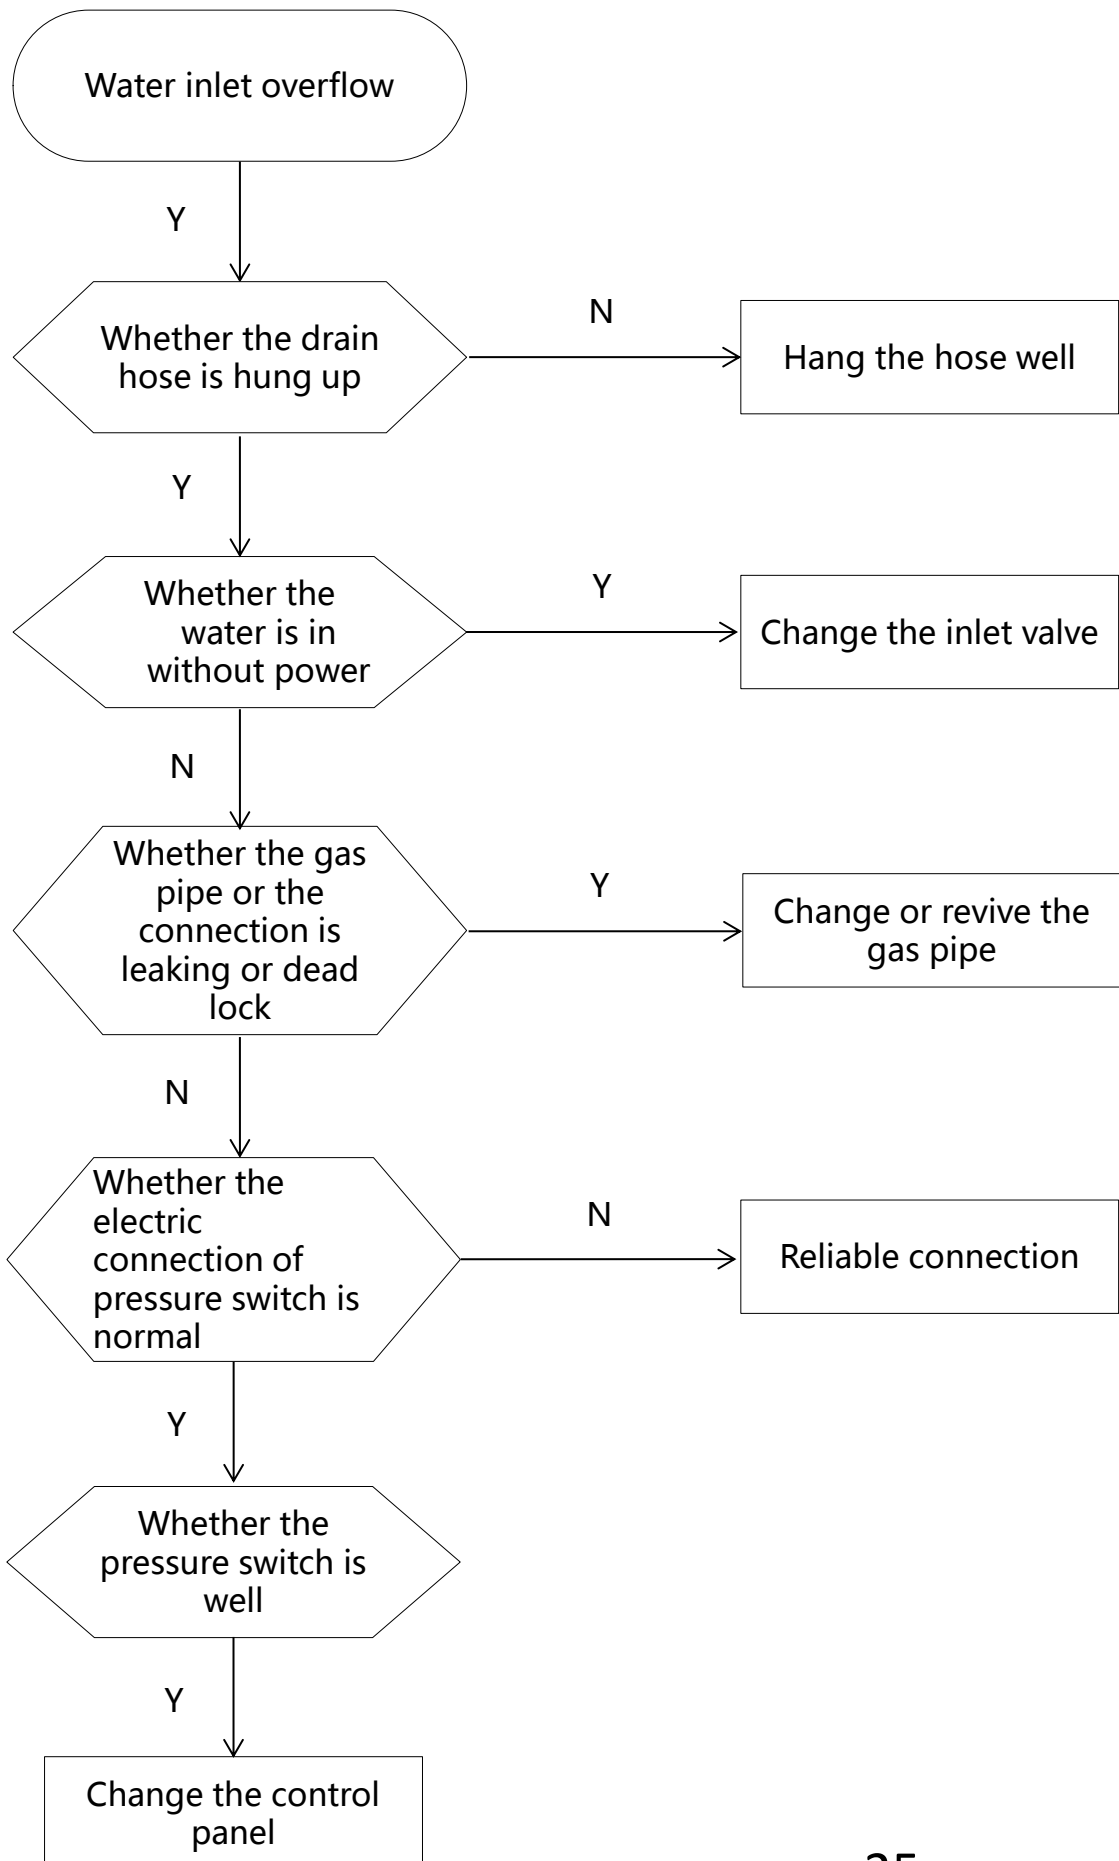 Water inlet overflow
Y
Whether the drain
hose is hung up
N
Hang the hose well
Y
Whether the
water is in
without power
Y
Change the inlet valve
N
Whether the gas
pipe or the
connection is
leaking or dead
lock
Y
Change or revive the
gas pipe
N
Whether the
electric
connection of
pressure switch is
normal
N
Reliable connection
Y
Whether the
pressure switch is
well
Y
Change the control
panel